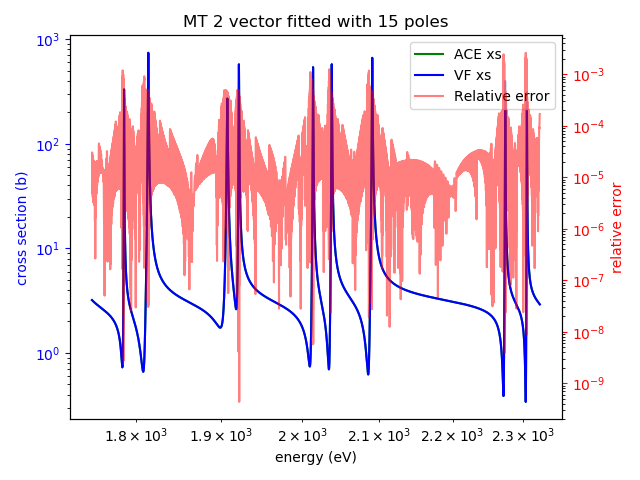 MT 2 vector fitted with 15 poles
ACE xs
VF xs
Relative error
cross section (b)
10³
10²
10¹
10⁰
relative error
10⁻³
10⁻⁴
10⁻⁵
10⁻⁶
10⁻⁷
10⁻⁸
10⁻⁹
1.8 × 10³ 1.9 × 10³ 2 × 10³ 2.1 × 10³ 2.2 × 10³ 2.3 × 10³
energy (eV)